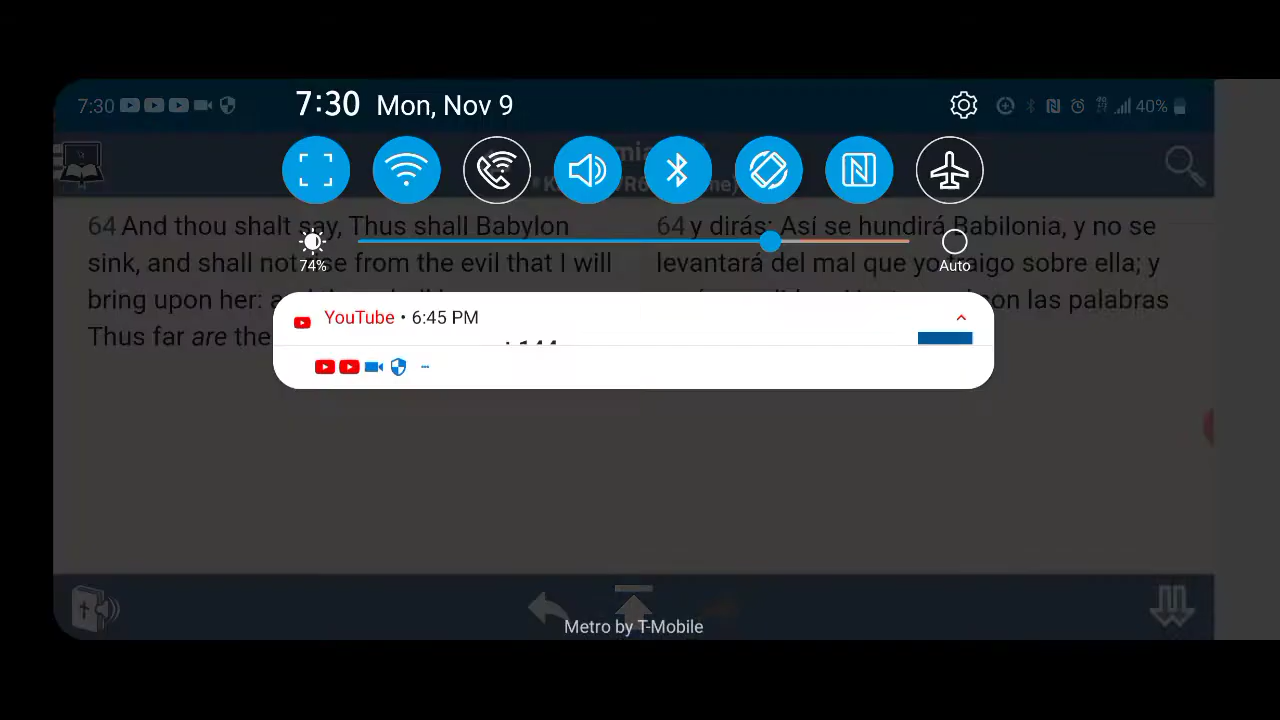 7:30
7:30 Mon, Nov 9
40%
64 And thou shalt say, Thus shall Babylon
sink, and shall not rise from the evil that I will
bring upon her:
Thus far are the
64 y dirás: Así se hundirá Babilonia, y no se
levantará del mal que yo traigo sobre ella; y
son las palabras
74%
Auto
YouTube • 6:45 PM
Metro by T-Mobile